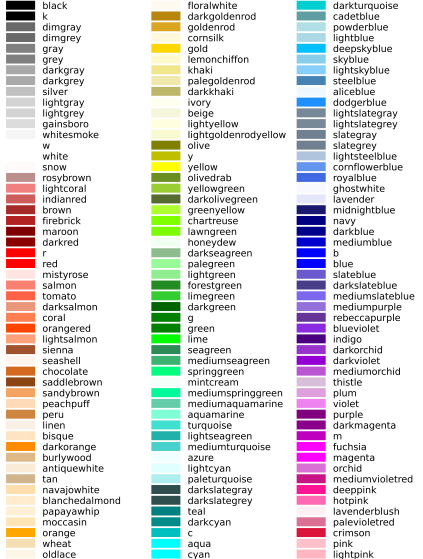 black
k
dimgray
dimgrey
gray
grey
darkgray
darkgrey
silver
lightgray
lightgrey
gainsboro
whitesmoke
w
white
snow
rosybrown
lightcoral
indianred
brown
firebrick
maroon
darkred
r
red
mistyrose
salmon
tomato
darksalmon
coral
orangered
lightsalmon
sienna
seashell
chocolate
saddlebrown
sandybrown
peachpuff
peru
linen
bisque
darkorange
burlywood
antiquewhite
tan
navajowhite
blanchedalmond
papayawhip
moccasin
orange
wheat
oldlace
floralwhite
darkgoldenrod
goldenrod
cornsilk
gold
lemonchiffon
khaki
palegoldenrod
darkkhaki
ivory
beige
lightyellow
lightgoldenrodyellow
olive
y
yellow
olivedrab
yellowgreen
darkolivegreen
greenyellow
chartreuse
lawngreen
honeydew
darkseagreen
palegreen
lightgreen
forestgreen
limegreen
darkgreen
g
green
lime
seagreen
mediumseagreen
springgreen
mintcream
mediumspringgreen
mediumaquamarine
aquamarine
turquoise
lightseagreen
mediumturquoise
azure
lightcyan
paleturquoise
darkslategray
darkslategrey
teal
darkcyan
c
aqua
cyan
darkturquoise
cadetblue
powderblue
lightblue
deepskyblue
skyblue
lightskyblue
steelblue
aliceblue
dodgerblue
lightslategray
lightslategrey
slategray
slategrey
lightsteelblue
cornflowerblue
royalblue
ghostwhite
lavender
midnightblue
navy
darkblue
mediumblue
b
blue
slateblue
darkslateblue
mediumslateblue
mediumpurple
rebeccapurple
blueviolet
indigo
darkorchid
darkviolet
mediumorchid
thistle
plum
violet
purple
darkmagenta
m
fuchsia
magenta
orchid
mediumvioletred
deeppink
hotpink
lavenderblush
palevioletred
crimson
pink
lightpink